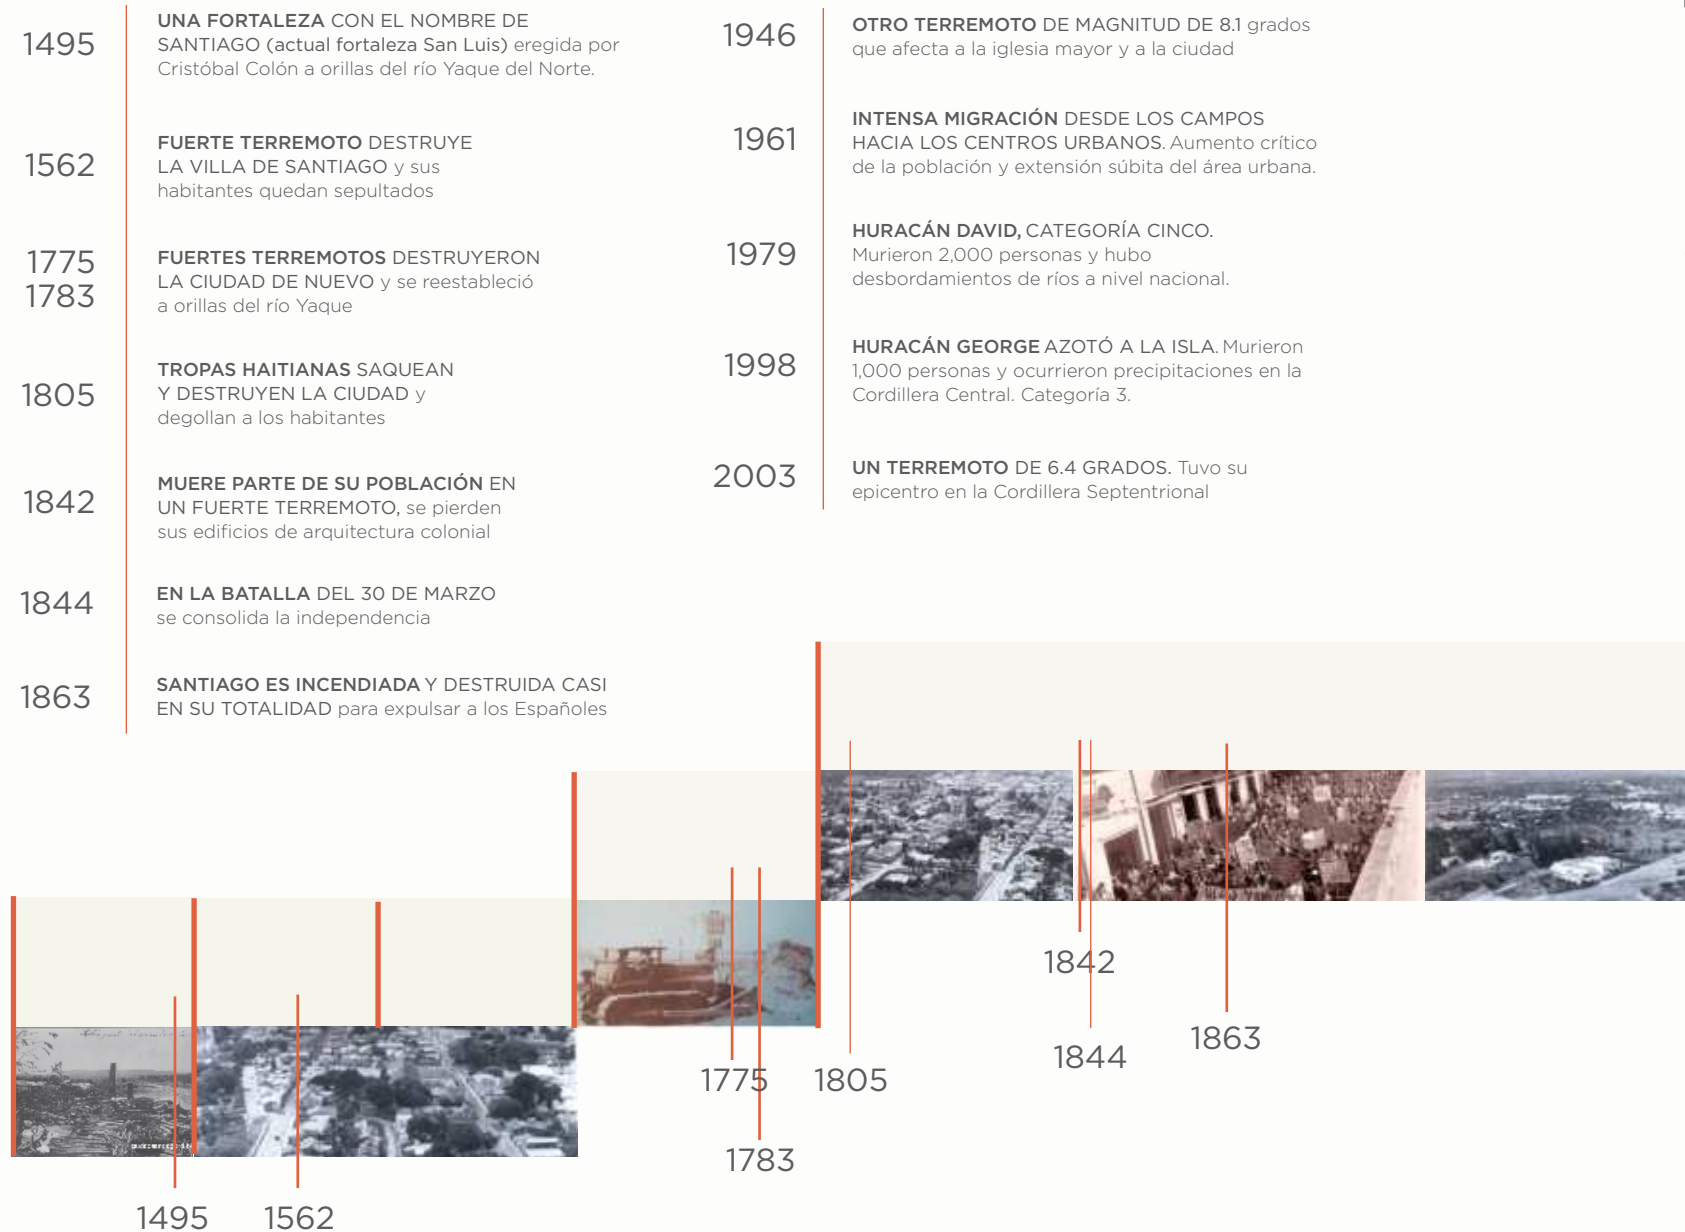 1495
UNA FORTALEZA CON EL NOMBRE DE
SANTIAGO (actual fortaleza San Luis) eregida por
Cristóbal Colón a orillas del río Yaque del Norte.
1562
FUERTE TERREMOTO DESTRUYE
LA VILLA DE SANTIAGO y sus
habitantes quedan sepultados
1775
1783
FUERTES TERREMOTOS DESTRUYERON
LA CIUDAD DE NUEVO y se reestableció
a orillas del río Yaque
1805
TROPAS HAITIANAS SAQUEAN
Y DESTRUYEN LA CIUDAD y
degollan a los habitantes
1842
MUERE PARTE DE SU POBLACIÓN EN
UN FUERTE TERREMOTO, se pierden
sus edificios de arquitectura colonial
1844
EN LA BATALLA DEL 30 DE MARZO
se consolida la independencia
1863
SANTIAGO ES INCENDIADA Y DESTRUIDA CASI
EN SU TOTALIDAD para expulsar a los Españoles
1946
OTRO TERREMOTO DE MAGNITUD DE 8.1 grados
que afecta a la iglesia mayor y a la ciudad
1961
INTENSA MIGRACIÓN DESDE LOS CAMPOS
HACIA LOS CENTROS URBANOS. Aumento crítico
de la población y extensión súbita del área urbana.
1979
HURACÁN DAVID, CATEGORÍA CINCO.
Murieron 2,000 personas y hubo
desbordamientos de ríos a nivel nacional.
1998
HURACÁN GEORGE AZOTÓ A LA ISLA. Murieron
1,000 personas y ocurrieron precipitaciones en la
Cordillera Central. Categoría 3.
2003
UN TERREMOTO DE 6.4 GRADOS. Tuvo su
epicentro en la Cordillera Septentrional
1842
1863
1844
1775
1805
1783
1495
1562